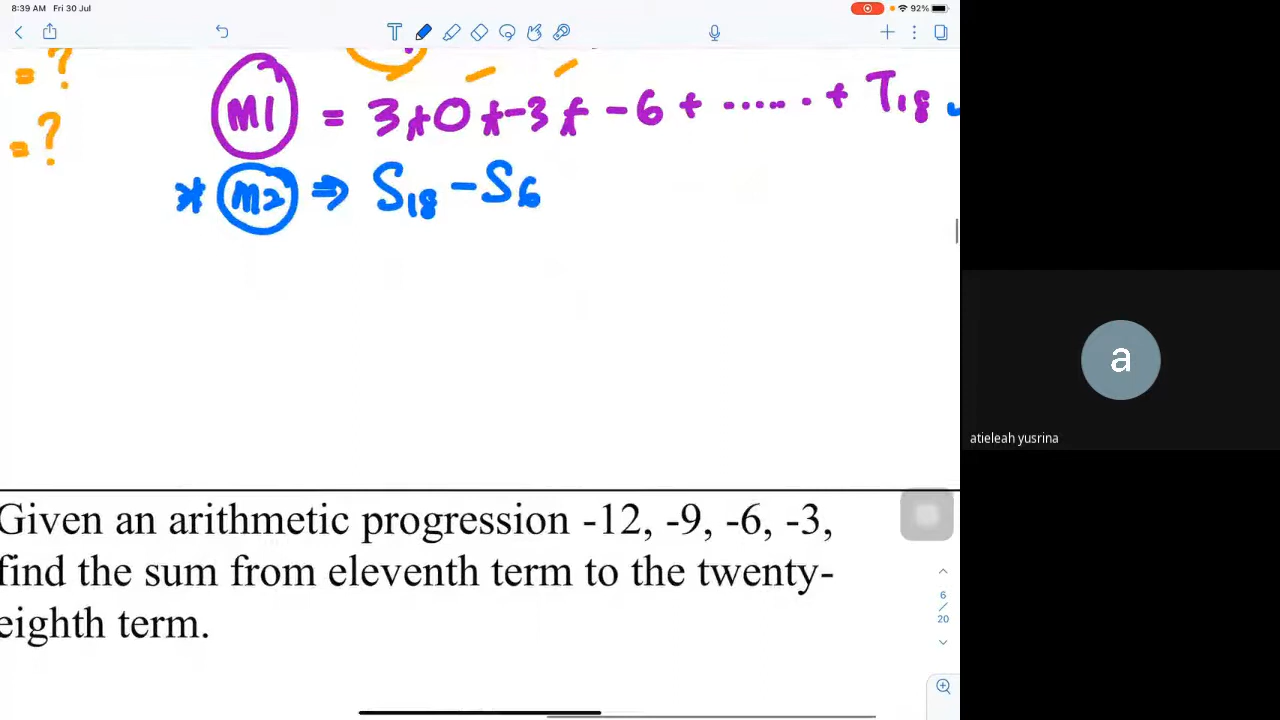 8:39 AM Fri 30 Jul
92%
= ?
M1 = 3 + 0 + -3 + -6 + ...... + T18
= ?
* M2 ⇒ S18 - S6
a
atieleah yusrina
Given an arithmetic progression -12, -9, -6, -3,
find the sum from eleventh term to the twenty-
eighth term.
6
/
20